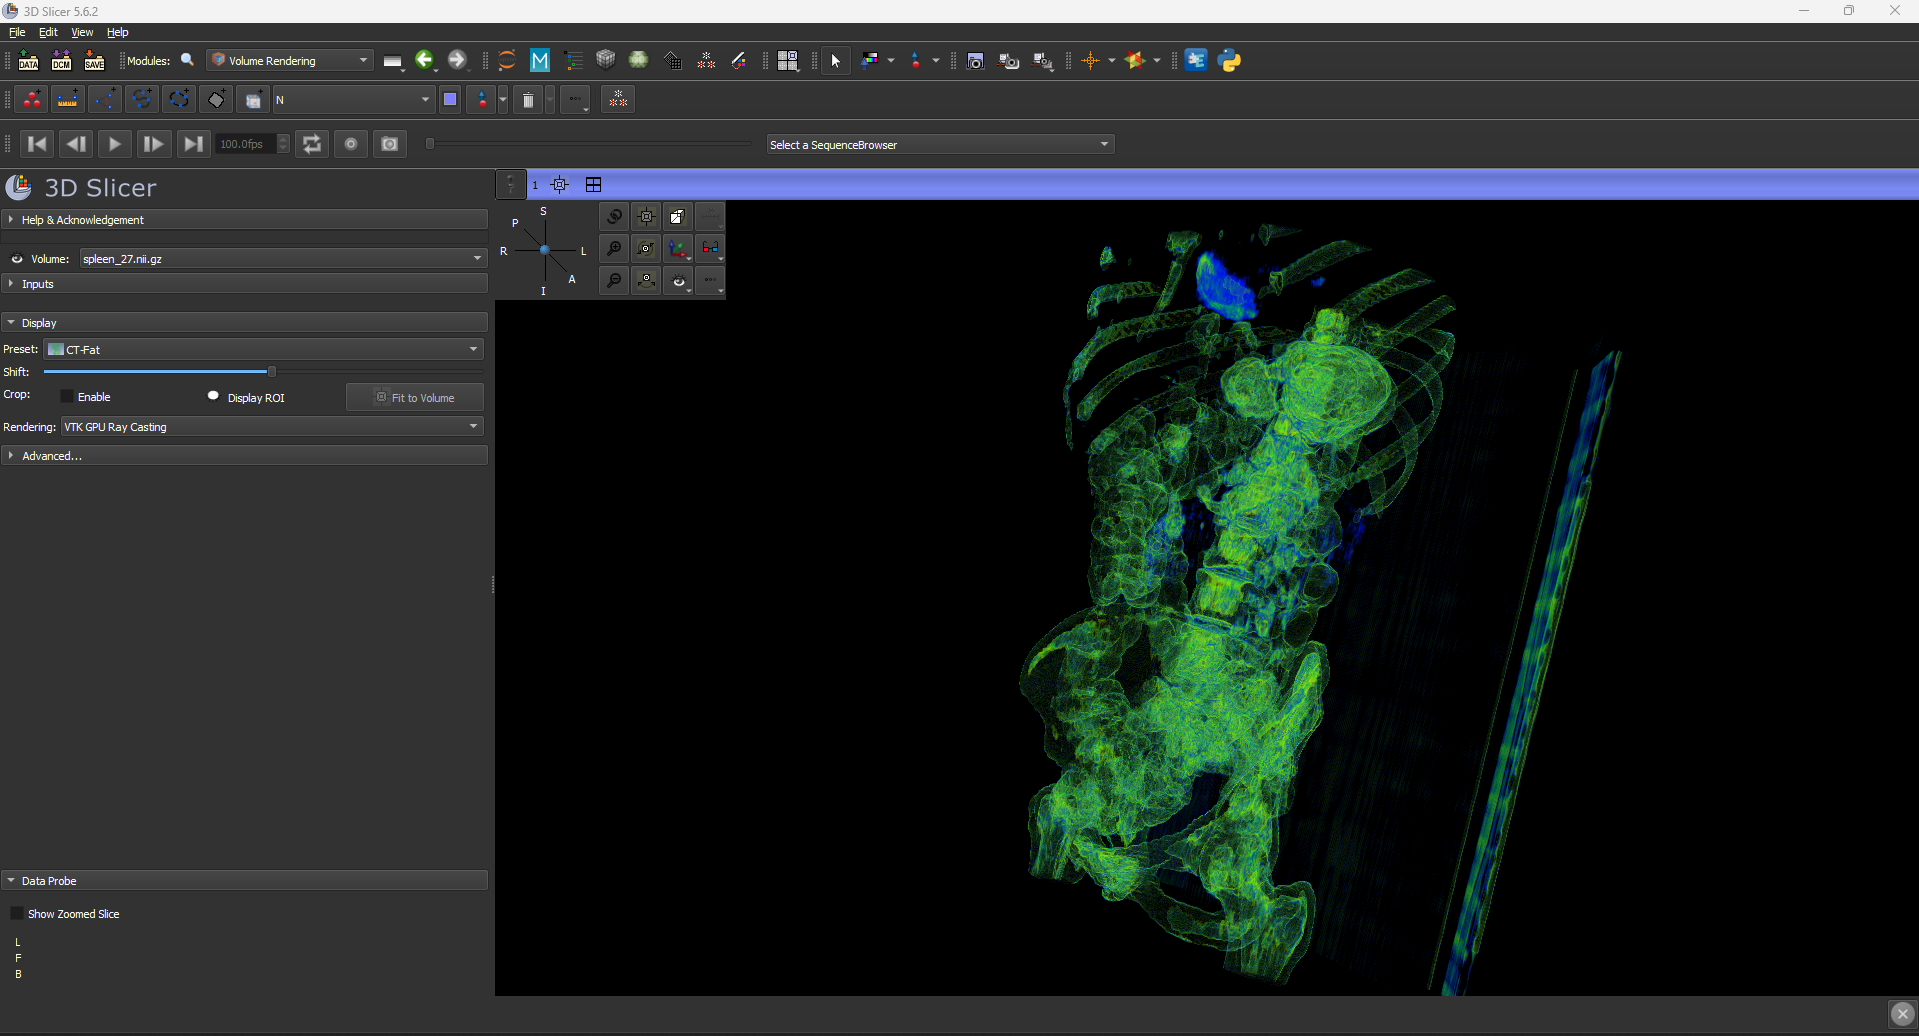 3D Slicer 5.6.2
File Edit View Help
DATA DCM SAVE Modules: Volume Rendering M
N
100.0fps Select a SequenceBrowser
3D Slicer
1
Help & Acknowledgement
Volume: spleen_27.nii.gz
Inputs
Display
Preset: CT-Fat
Shift:
Crop: Enable Display ROI Fit to Volume
Rendering: VTK GPU Ray Casting
Advanced...
S
P
R L
A
I
Data Probe
Show Zoomed Slice
L
F
B